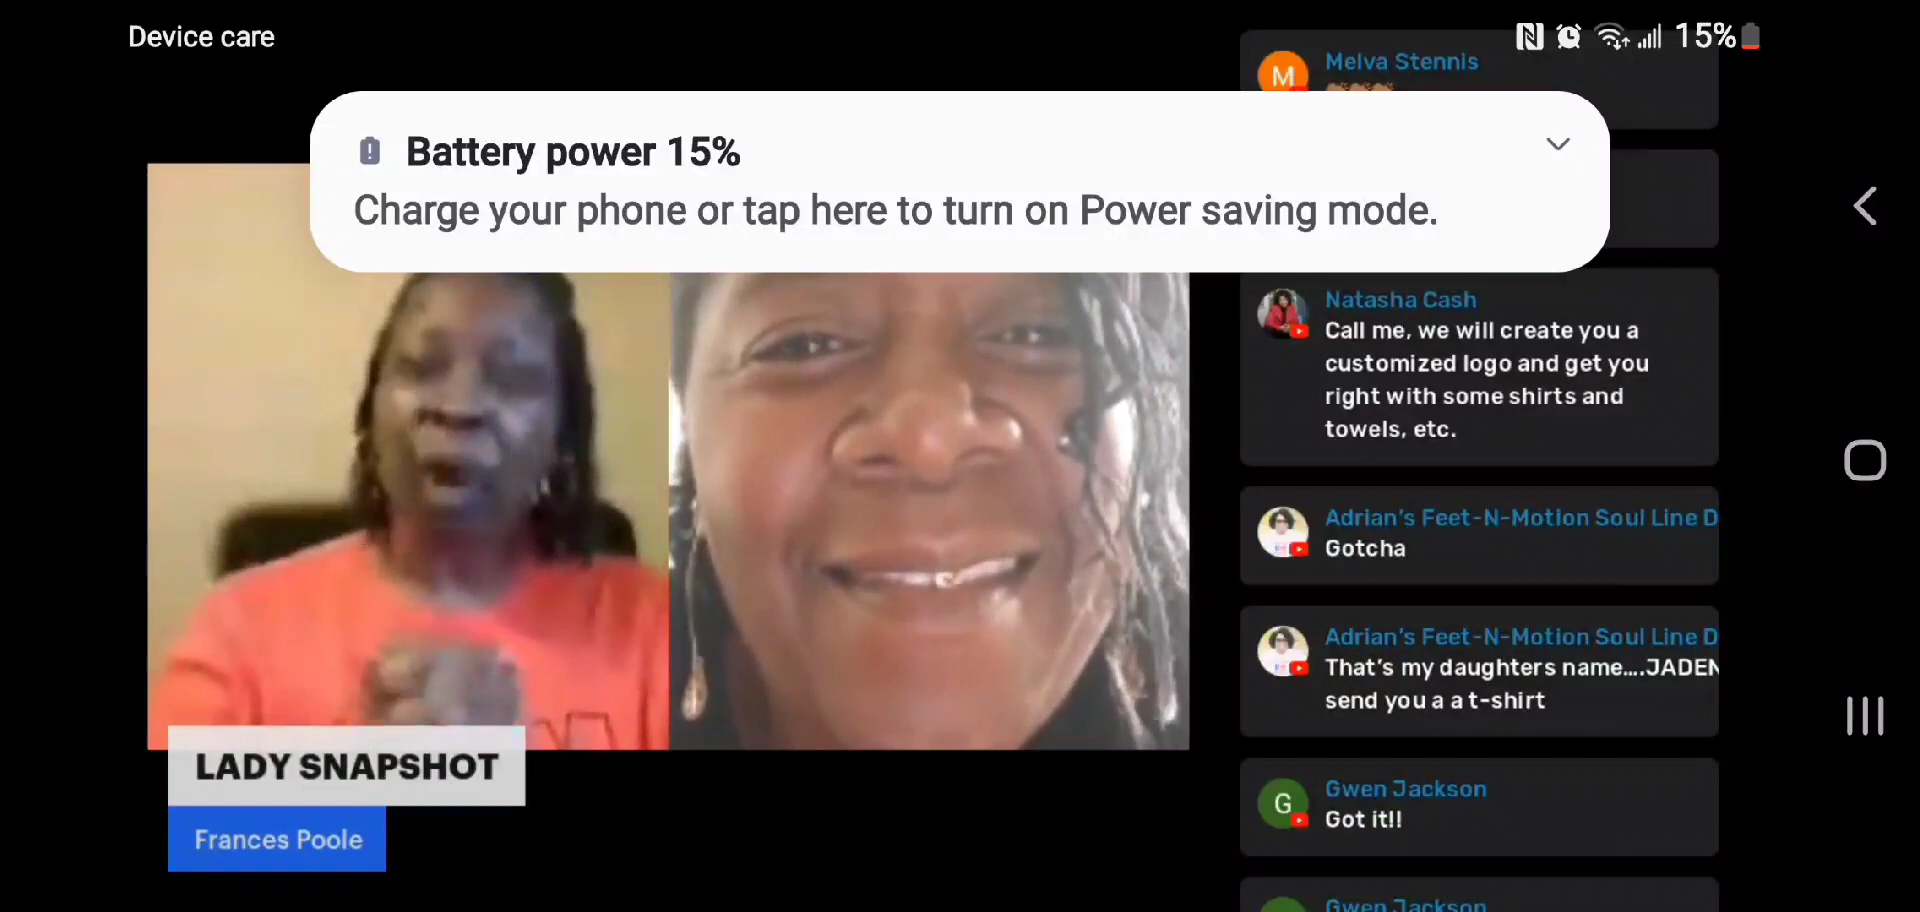 Device care
15%
Battery power 15%
Charge your phone or tap here to turn on Power saving mode.
LADY SNAPSHOT
Frances Poole
M
Melva Stennis
Natasha Cash
Call me, we will create you a
customized logo and get you
right with some shirts and
towels, etc.
Adrian's Feet-N-Motion Soul Line D
Gotcha
Adrian's Feet-N-Motion Soul Line D
That's my daughters name....JADEN
send you a a t-shirt
G
Gwen Jackson
Got it!!
Gwen Jackson